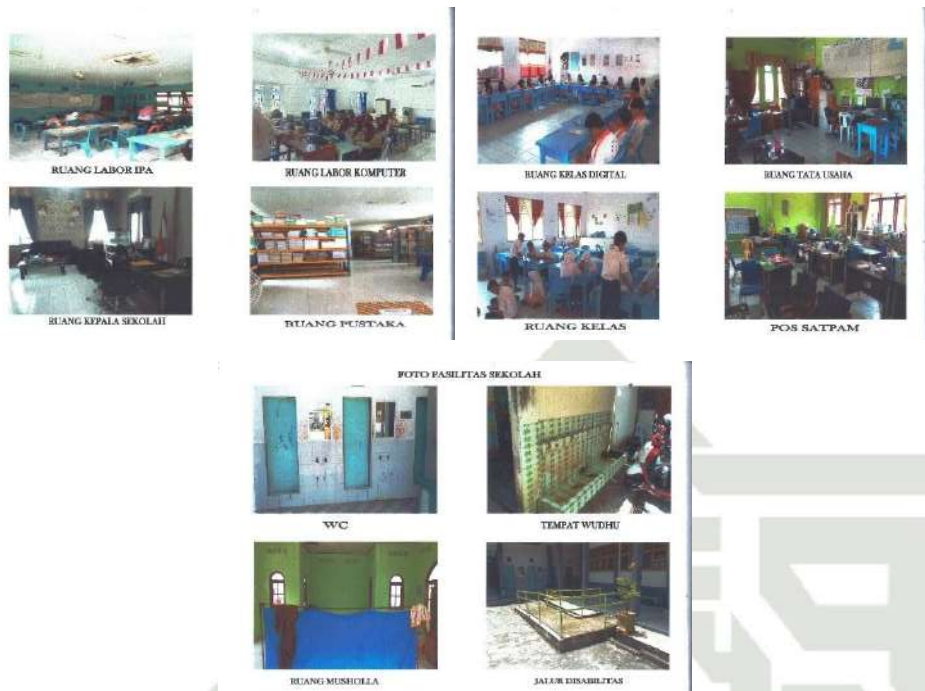 RUANG LABOR IPA
RUANG LABOR KOMPUTER
RUANG KELAS DIGITAL
RUANG TATA USAHA
RUANG KEPALA SEKOLAH
RUANG PUSTAKA
RUANG KELAS
POS SATPAM
FOTO FASILITAS SEKOLAH
WC
TEMPAT WUDHU
RUANG MUSHOLLA
JALUR DISABILITAS